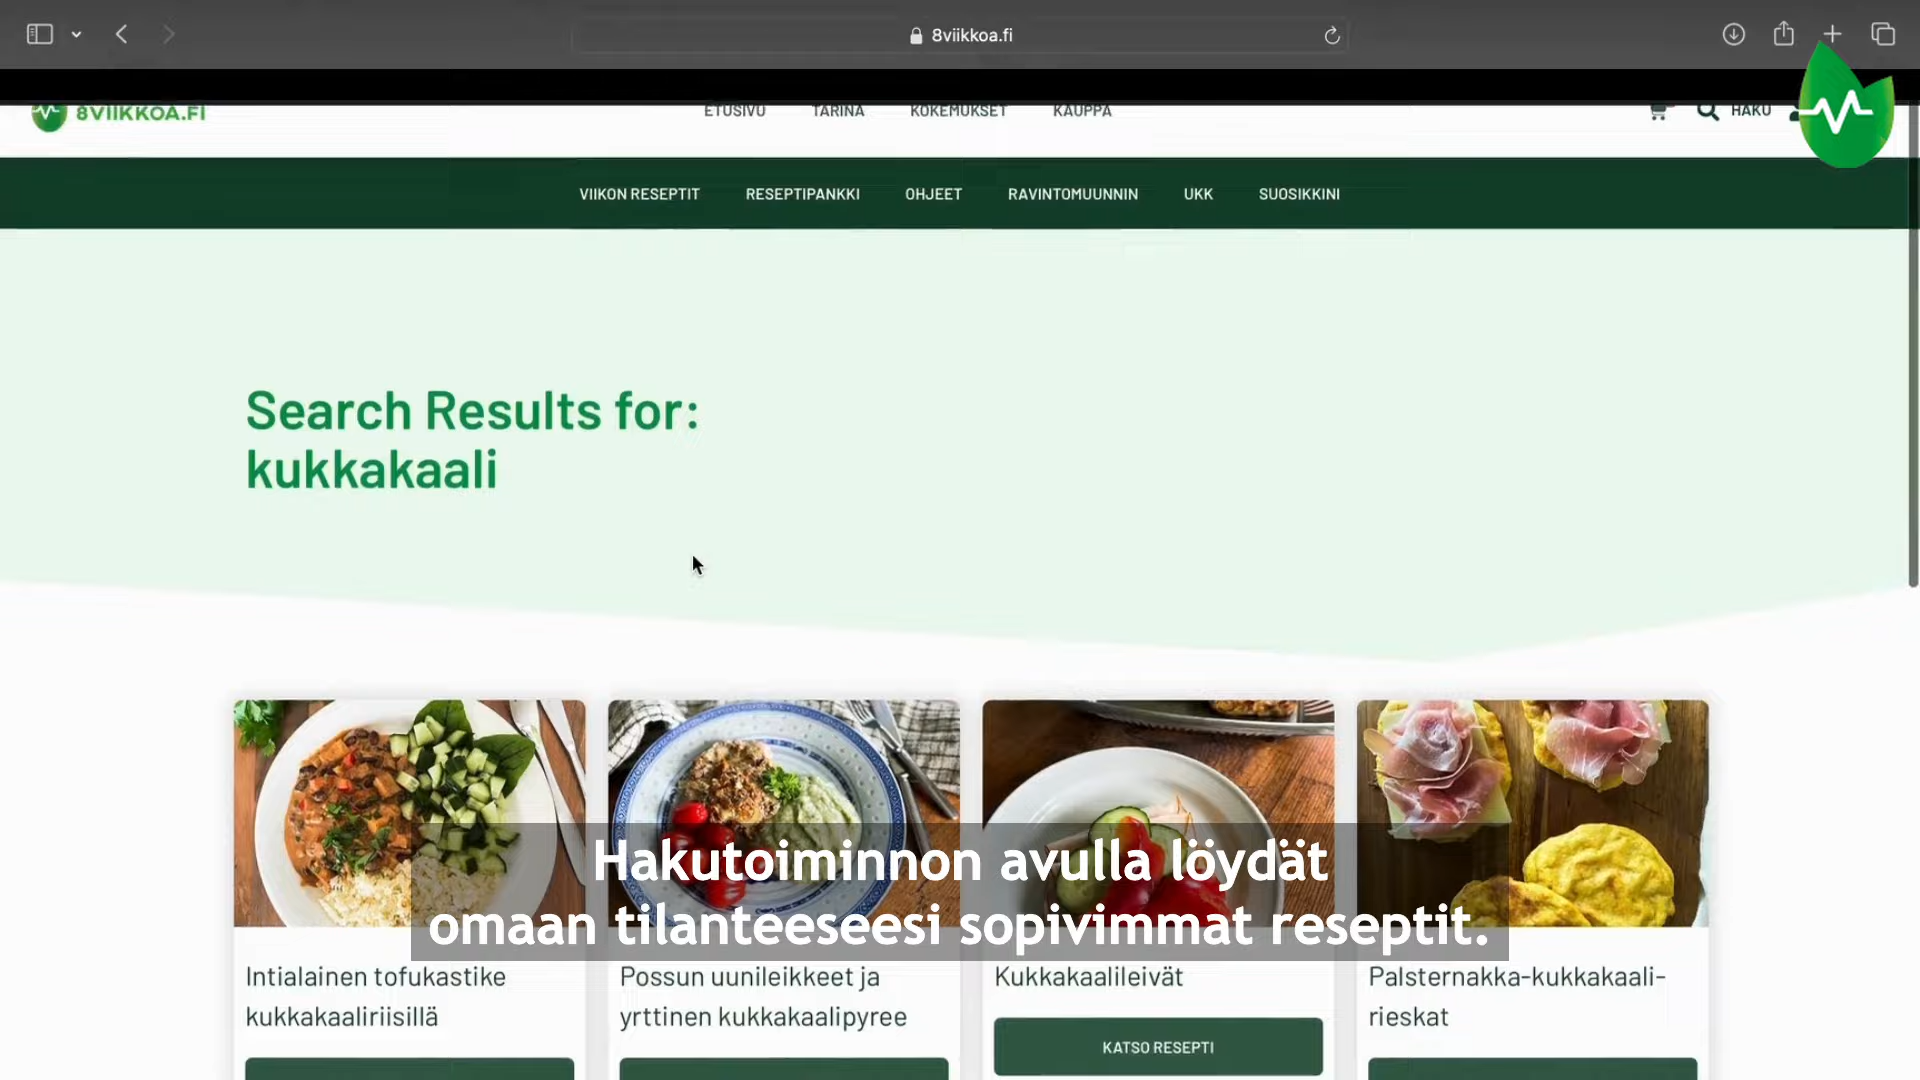 8viikkoa.fi
8VIIKKOA.FI
ETUSIVU TARINA KOKEMUKSET KAUPPA
HAKU
VIIKON RESEPTIT RESEPTIPANKKI OHJEET RAVINTOMUUNNIN UKK SUOSIKKINI
Search Results for:
kukkakaali
Hakutoiminnon avulla löydät
omaan tilanteeseesi sopivimmat reseptit.
Intialainen tofukastike
kukkakaaliriisillä
Possun uunileikkeet ja
yrttinen kukkakaalipyree
Kukkakaalileivät
KATSO RESEPTI
Palsternakka-kukkakaali-
rieskat